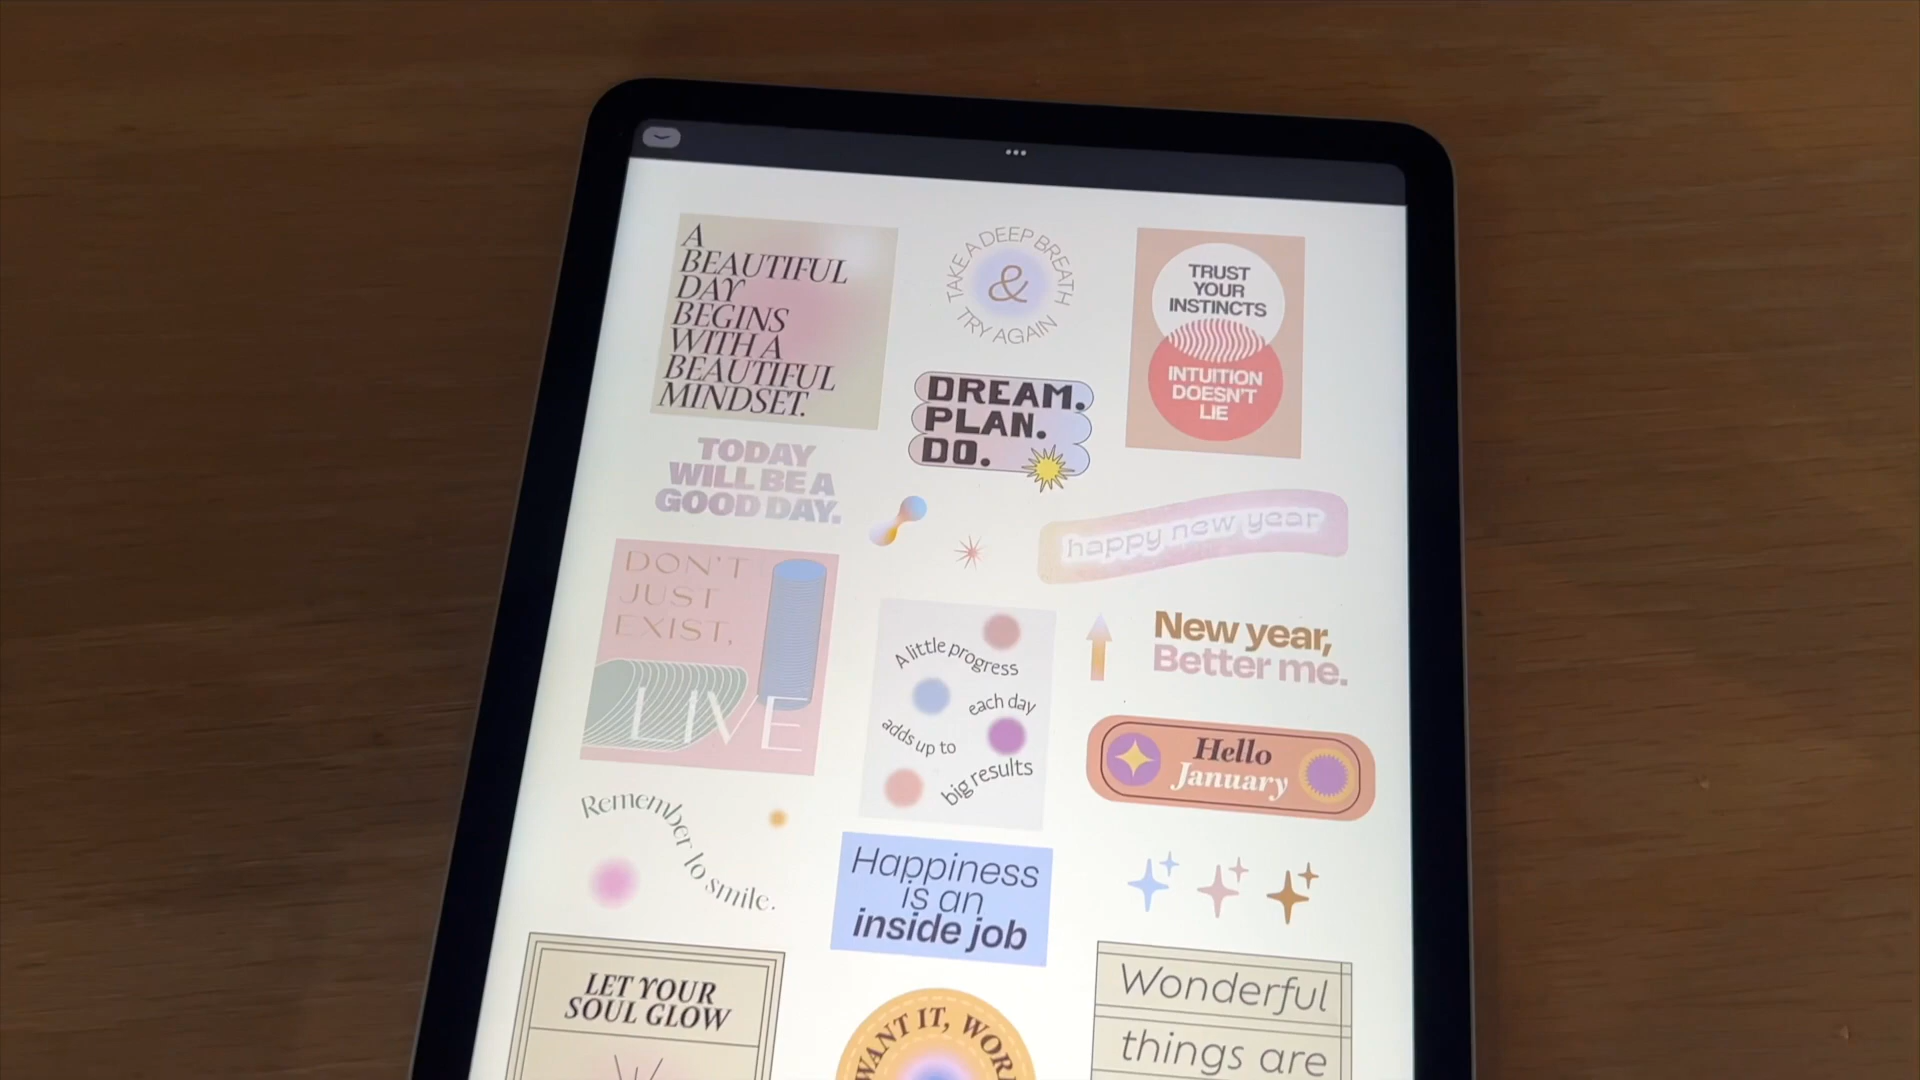 A
BEAUTIFUL
DAY
BEGINS
WITH A
BEAUTIFUL
MINDSET.
TAKE A DEEP BREATH
&
TRY AGAIN
TRUST
YOUR
INSTINCTS
INTUITION
DOESN'T
LIE
DREAM.
PLAN.
DO.
TODAY
WILL BE A
GOOD DAY.
happy new year
DON'T
JUST
EXIST,
LIVE
A little progress
each day
adds up to
big results
New year,
Better me.
Hello
January
Remember to smile.
Happiness
is an
inside job
LET YOUR
SOUL GLOW
WANT IT, WORK
Wonderful
things are